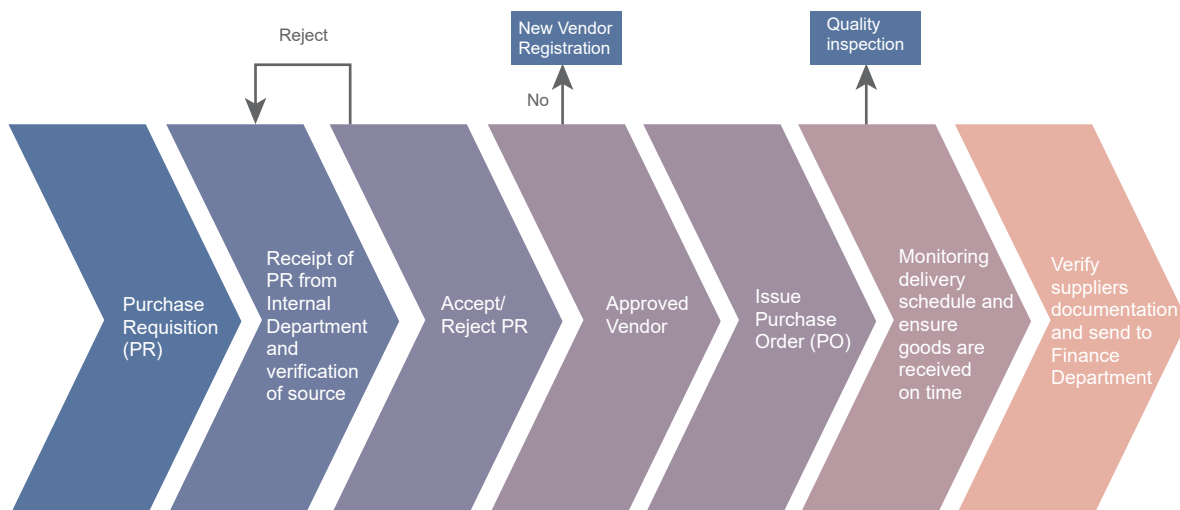 Reject
New Vendor
Registration
No
Quality
inspection
Purchase
Requisition
(PR)
Receipt of
PR from
Internal
Department
and
verification
of source
Accept/
Reject PR
Approved
Vendor
Issue
Purchase
Order (PO)
Monitoring
delivery
schedule and
ensure
goods are
received
on time
Verify
suppliers
documentation
and send to
Finance
Department